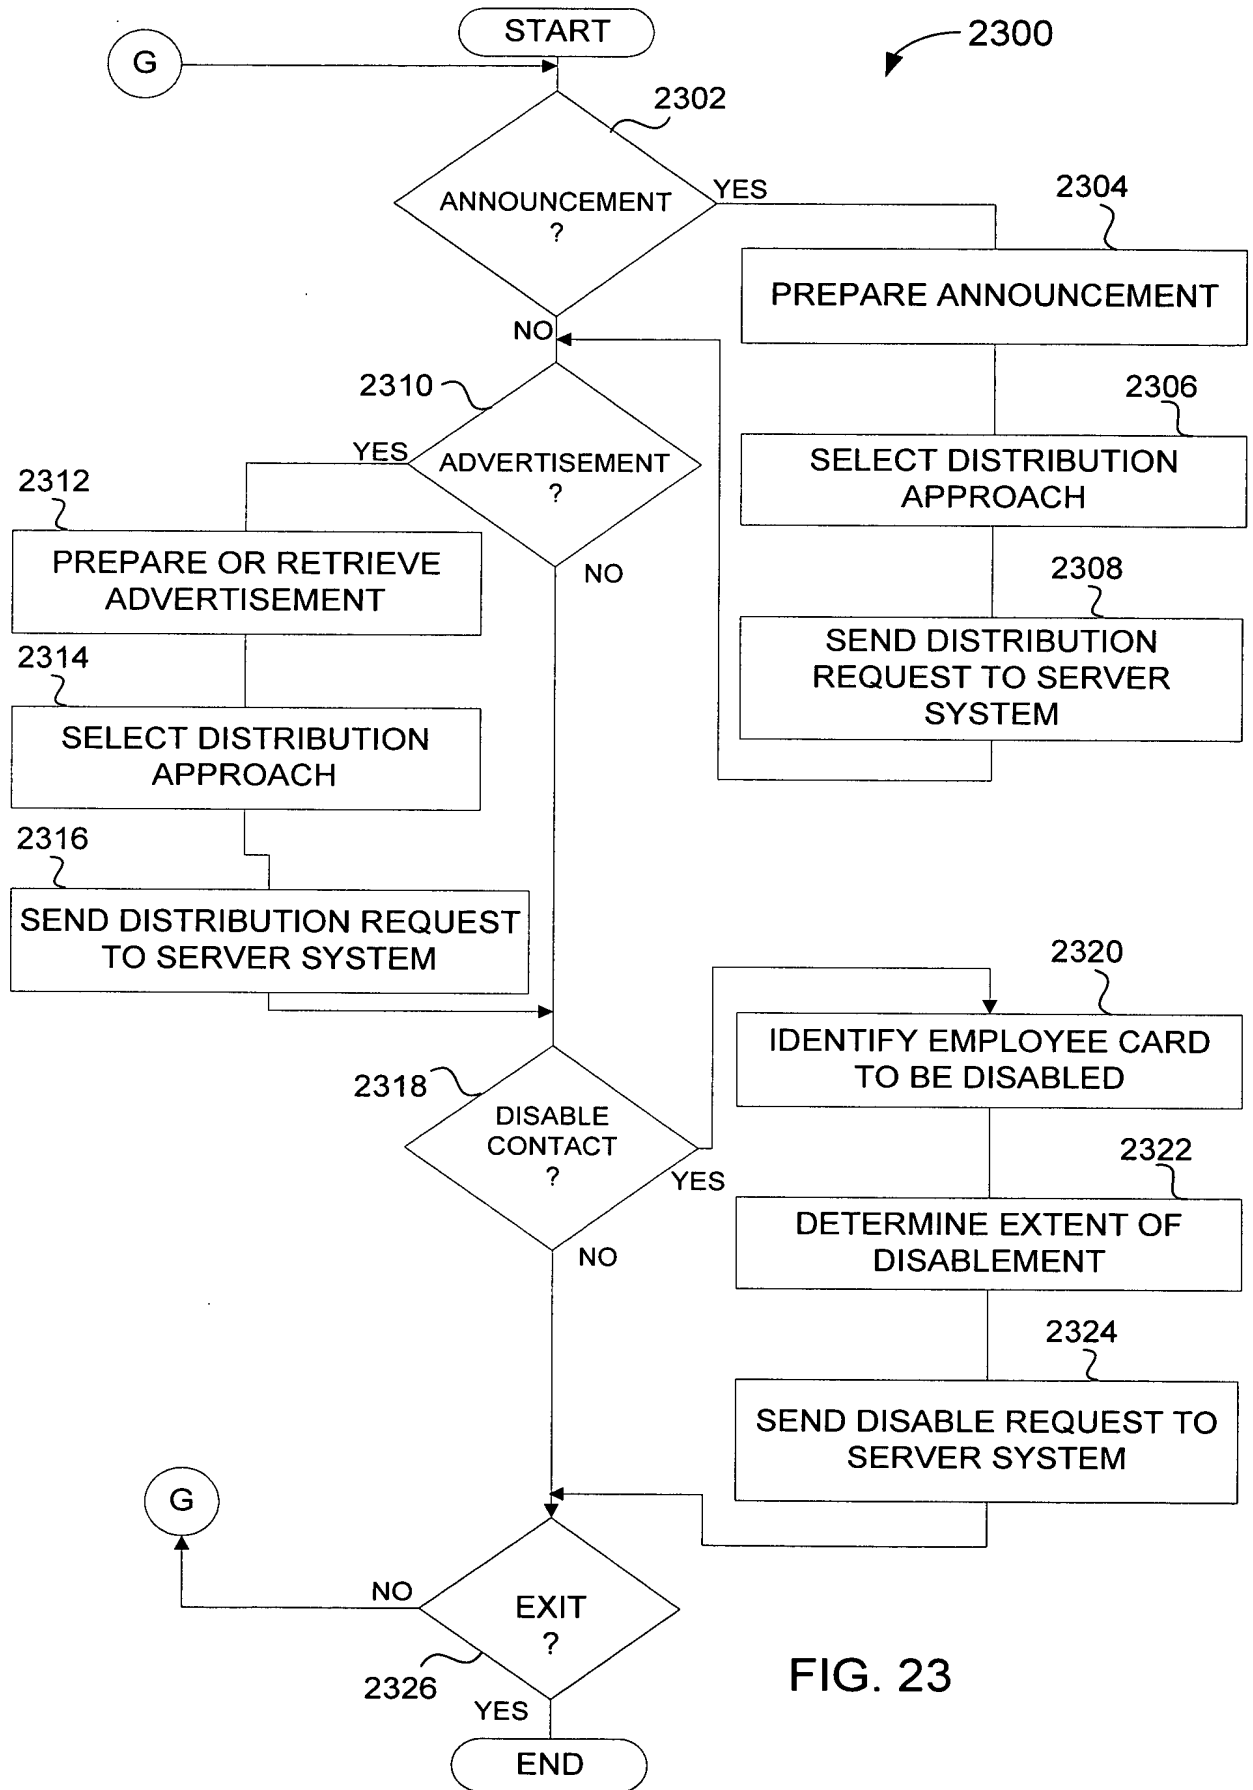 START
G
2300
2302
ANNOUNCEMENT
?
YES
NO
2304
PREPARE ANNOUNCEMENT
2306
SELECT DISTRIBUTION
APPROACH
2308
SEND DISTRIBUTION
REQUEST TO SERVER
SYSTEM
2310
ADVERTISEMENT
?
YES
NO
2312
PREPARE OR RETRIEVE
ADVERTISEMENT
2314
SELECT DISTRIBUTION
APPROACH
2316
SEND DISTRIBUTION REQUEST
TO SERVER SYSTEM
2318
DISABLE
CONTACT
?
YES
NO
2320
IDENTIFY EMPLOYEE CARD
TO BE DISABLED
2322
DETERMINE EXTENT OF
DISABLEMENT
2324
SEND DISABLE REQUEST TO
SERVER SYSTEM
G
NO
EXIT
?
2326
YES
END
FIG. 23